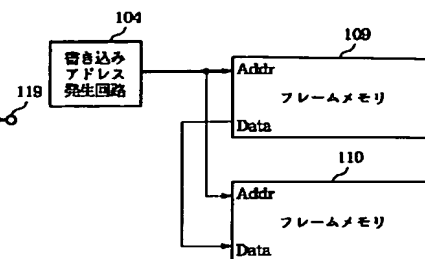 104
書き込み
アドレス
発生回路
119
109
Addr
フレームメモリ
Data
110
Addr
フレームメモリ
Data